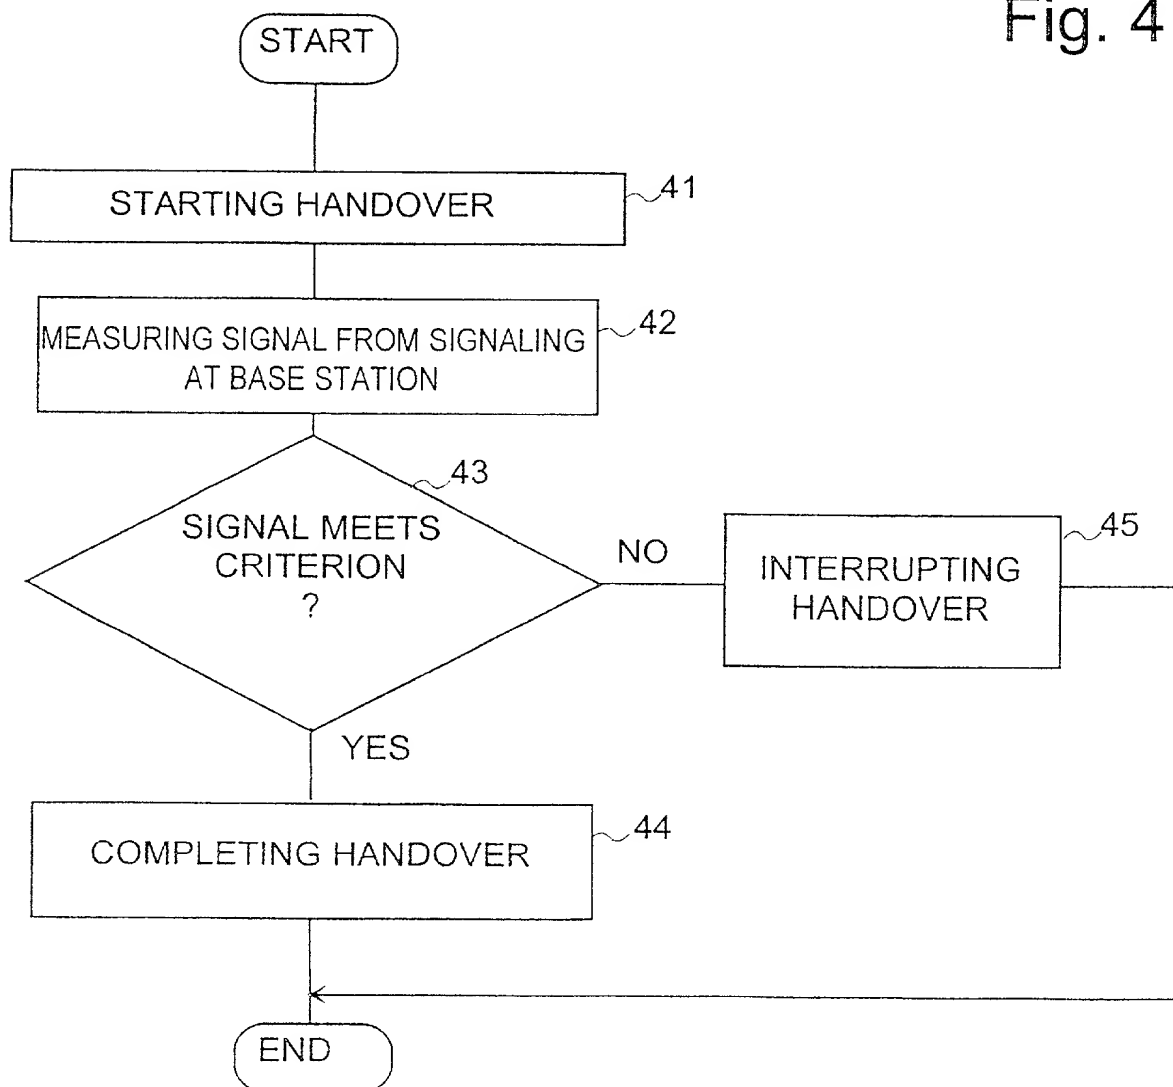 Fig. 4
START
STARTING HANDOVER
41
MEASURING SIGNAL FROM SIGNALING
AT BASE STATION
42
43
SIGNAL MEETS
CRITERION
?
NO
INTERRUPTING
HANDOVER
45
YES
COMPLETING HANDOVER
44
END